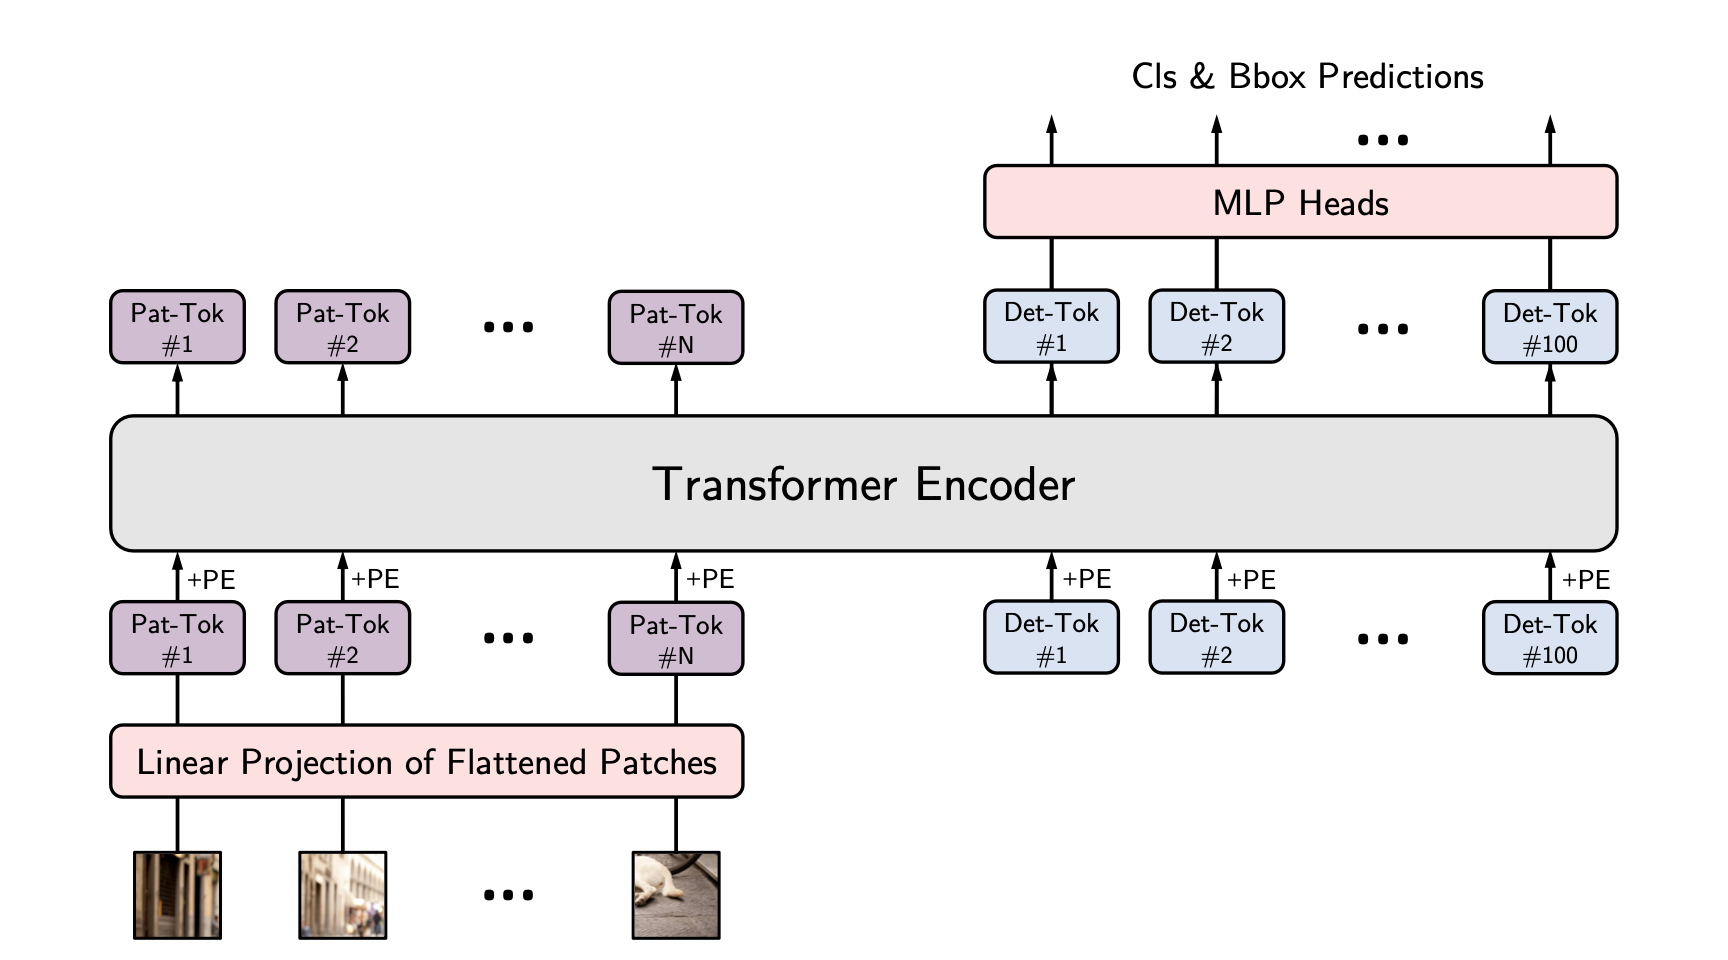 Cls & Bbox Predictions
...
MLP Heads
Pat-Tok
#1
Pat-Tok
#2
...
Pat-Tok
#N
Det-Tok
#1
Det-Tok
#2
...
Det-Tok
#100
Transformer Encoder
+PE
+PE
+PE
+PE
+PE
+PE
Pat-Tok
#1
Pat-Tok
#2
...
Pat-Tok
#N
Det-Tok
#1
Det-Tok
#2
...
Det-Tok
#100
Linear Projection of Flattened Patches
...